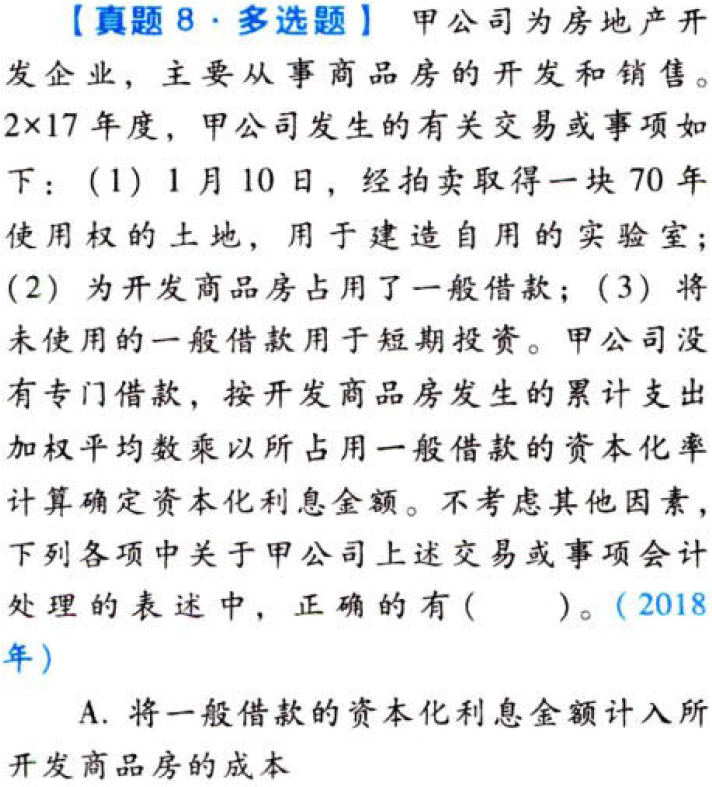 【真题 8·多选题】 甲公司为房地产开
发企业，主要从事商品房的开发和销售。
2×17 年度，甲公司发生的有关交易或事项如
下：（1）1 月 10 日，经拍卖取得一块 70 年
使用权的土地，用于建造自用的实验室；
（2）为开发商品房占用了一般借款；（3）将
未使用的一般借款用于短期投资。甲公司没
有专门借款，按开发商品房发生的累计支出
加权平均数乘以所占用一般借款的资本化率
计算确定资本化利息金额。不考虑其他因素，
下列各项中关于甲公司上述交易或事项会计
处理的表述中，正确的有（　　）。（2018
年）
A. 将一般借款的资本化利息金额计入所
开发商品房的成本